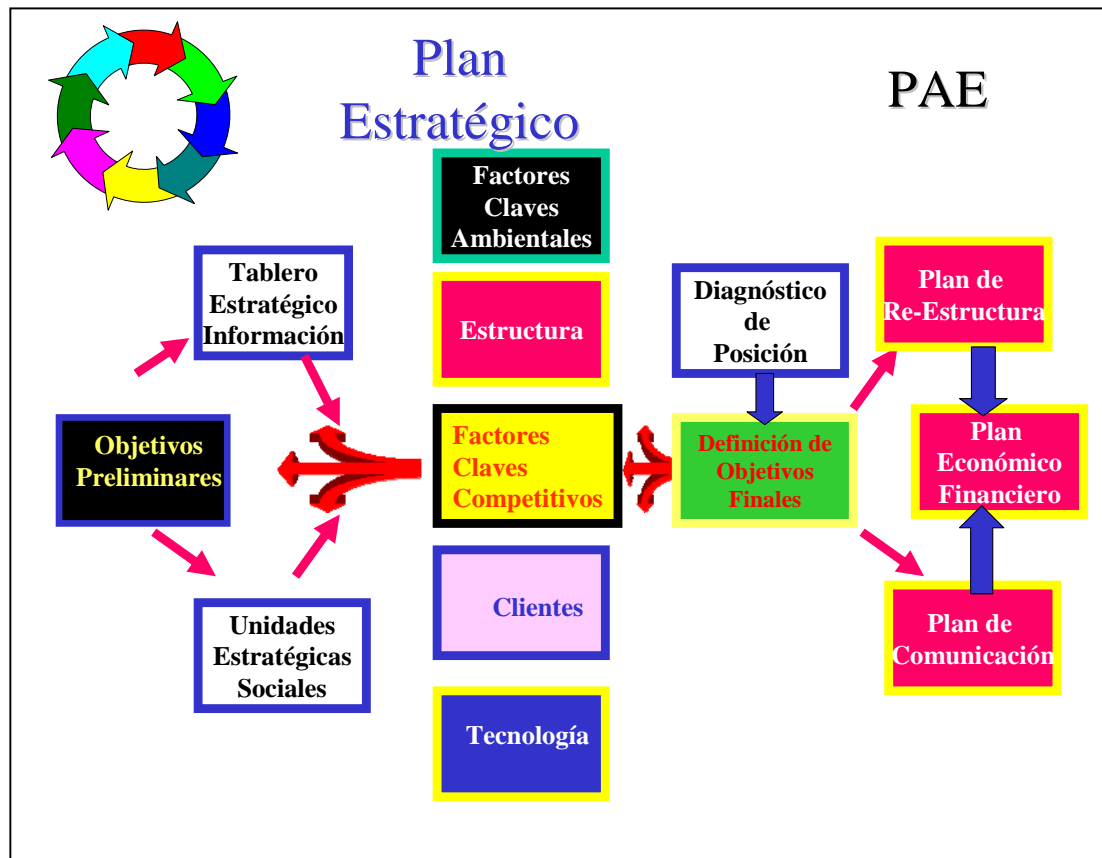 Plan
Estratégico
PAE
Factores
Claves
Ambientales
Tablero
Estratégico
Información
Estructura
Diagnóstico
de
Posición
Plan de
Re-Estructura
Objetivos
Preliminares
Factores
Claves
Competitivos
Definición de
Objetivos
Finales
Plan
Económico
Financiero
Unidades
Estratégicas
Sociales
Clientes
Plan de
Comunicación
Tecnología